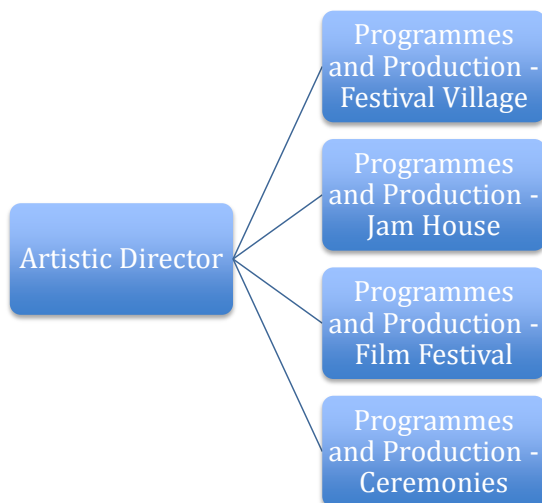 Artistic Director
Programmes
and Production -
Festival Village
Programmes
and Production -
Jam House
Programmes
and Production -
Film Festival
Programmes
and Production -
Ceremonies